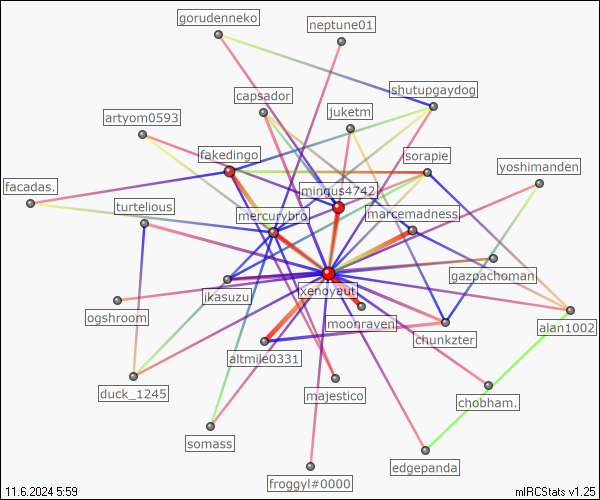 gorudenneko
neptune01
shutupgaydog
capsador
juketm
artyom0593
fakedingo
sorapie
yoshimanden
mingus4742
facadas.
turtelious
mercurybro
marcemadness
gazpachoman
xenoyaut
ikasuzu
ogshroom
moonraven
alan1002
chunkzter
altmile0331
duck_1245
majestico
chobham.
somass
edgepanda
froggyl#0000
11.6.2024 5:59
mIRCStats v1.25